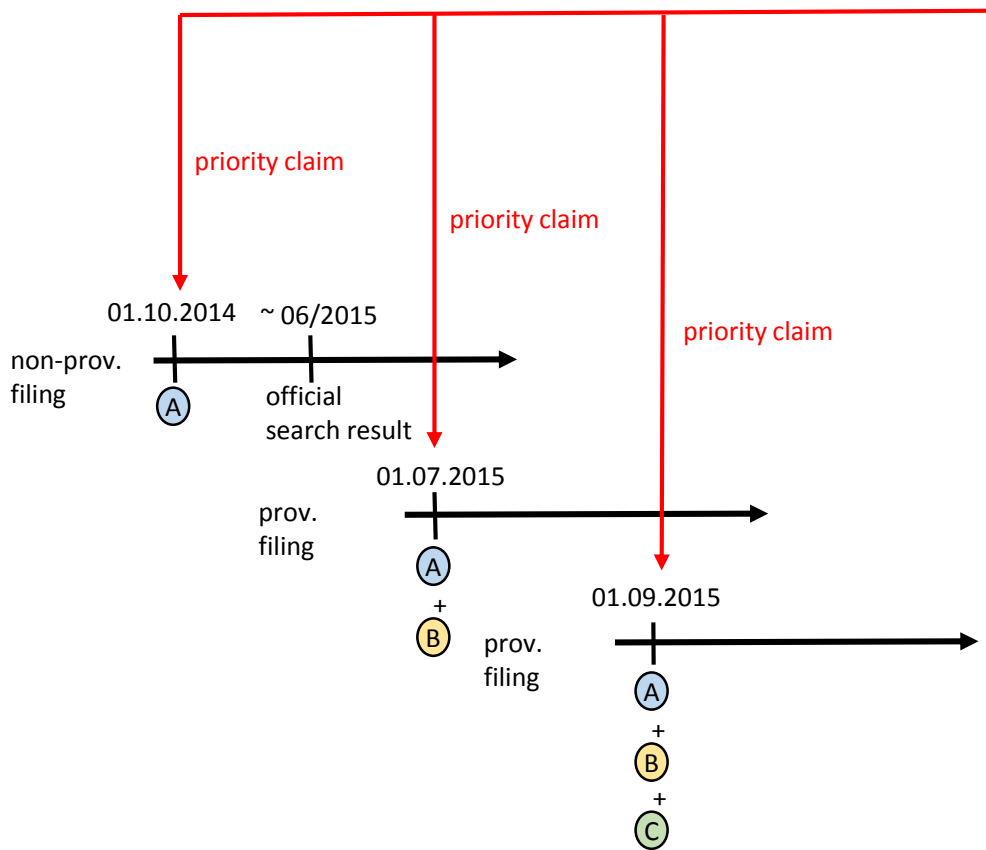 priority claim
priority claim
priority claim
01.10.2014
~ 06/2015
non-prov.
filing
A
official
search result
01.07.2015
prov.
filing
A
+
B
01.09.2015
prov.
filing
A
+
B
+
C